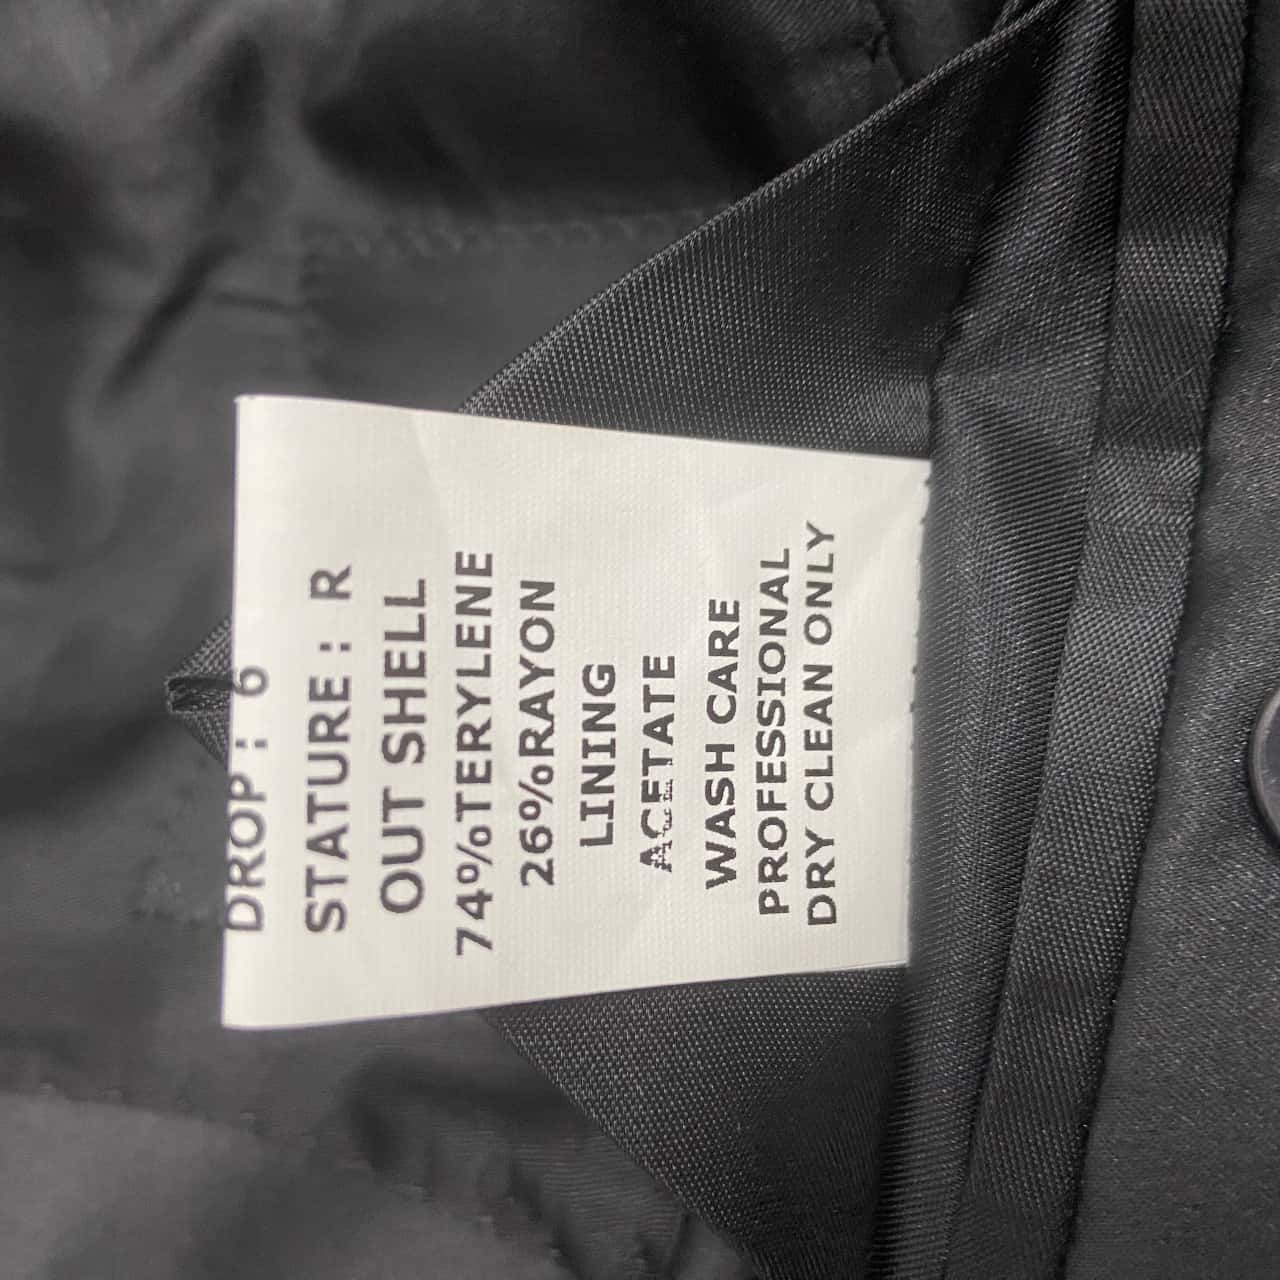 DROP : 6
STATURE : R
OUT SHELL
74%TERYLENE
26%RAYON
LINING
ACETATE
WASH CARE
PROFESSIONAL
DRY CLEAN ONLY